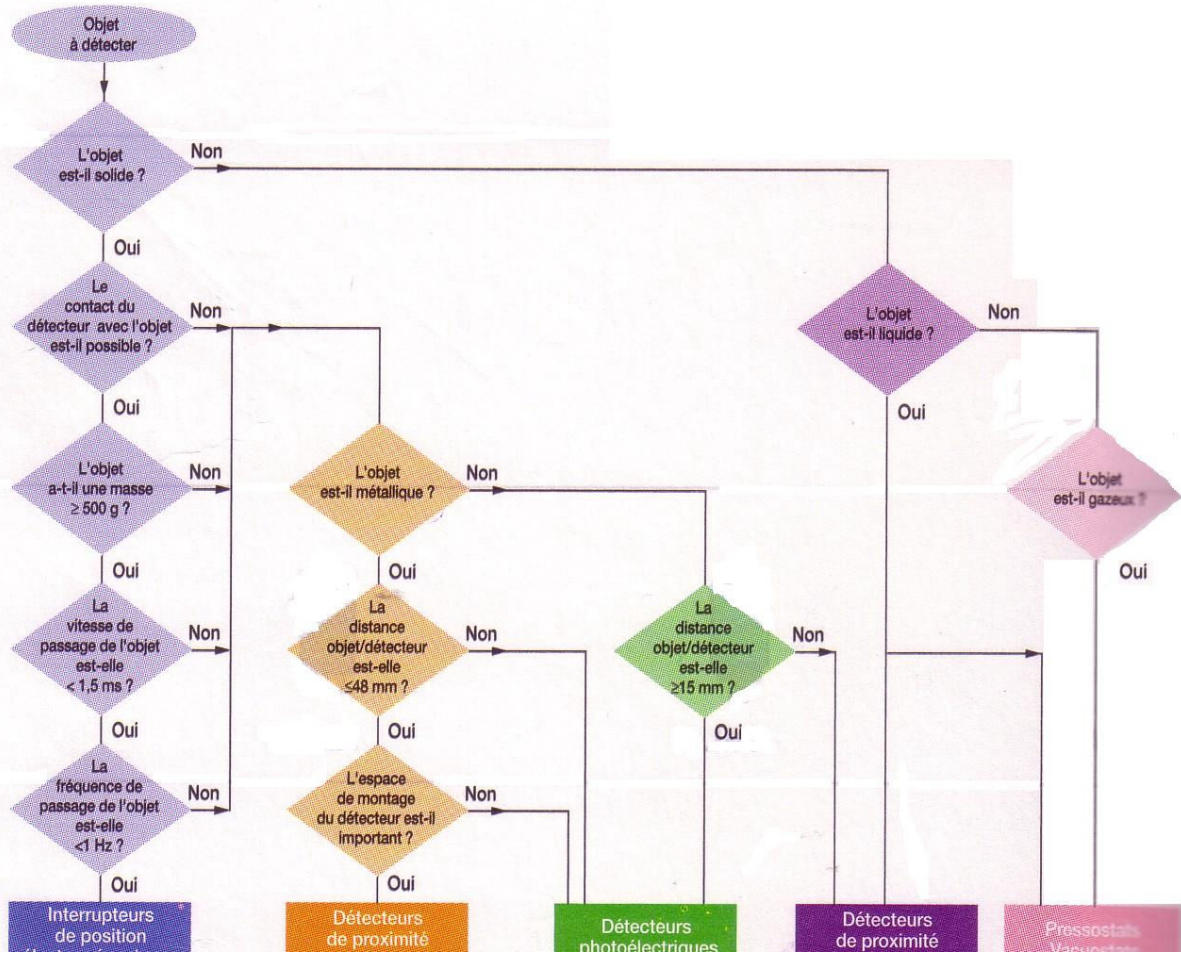 Objet
à détecter
L'objet
est-il solide ?
Non
Oui
Le
contact du
détecteur avec l'objet
est-il possible ?
Non
Oui
L'objet
est-il liquide ?
Non
Oui
L'objet
a-t-il une masse
≥ 500 g ?
Non
Oui
L'objet
est-il métallique ?
Non
Oui
L'objet
est-il gazeux ?
Oui
La
vitesse de
passage de l'objet
est-elle
< 1,5 ms ?
Non
Oui
La
distance
objet/détecteur
est-elle
≤48 mm ?
Non
Oui
La
distance
objet/détecteur
est-elle
≥15 mm ?
Non
Oui
La
fréquence de
passage de l'objet
est-elle
<1 Hz ?
Non
Oui
L'espace
de montage
du détecteur est-il
important ?
Non
Oui
Interrupteurs
de position
Détecteurs
de proximité
Détecteurs
photoélectriques
Détecteurs
de proximité
Pressostats
Vacuostats